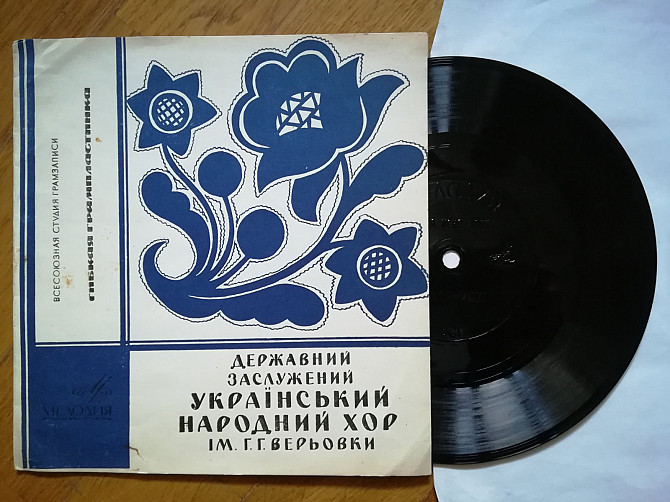 ВСЕСОЮЗНАЯ СТУДИЯ ГРАМЗАПИСИ
ГИБКАЯ ГРАМПЛАСТИНКА
МЕЛОДИЯ
ДЕРЖАВНИЙ
ЗАСЛУЖЕНИЙ
УКРАЇНСЬКИЙ
НАРОДНИЙ ХОР
ІМ. Г. Г. ВЕРЬОВКИ